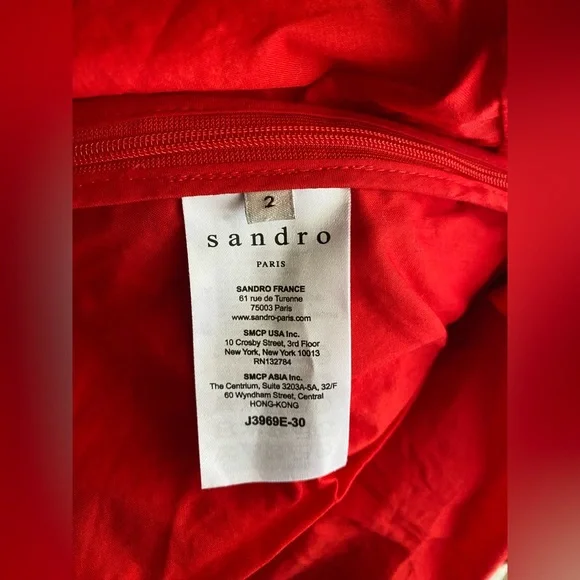 2
sandro
PARIS
SANDRO FRANCE
61 rue de Turenne
75003 Paris
www.sandro-paris.com
SMCP USA Inc.
10 Crosby Street, 3rd Floor
New York, New York 10013
RN132784
SMCP ASIA Inc.
The Centrium, Suite 3203A-5A, 32/F
60 Wyndham Street, Central
HONG-KONG
J3969E-30